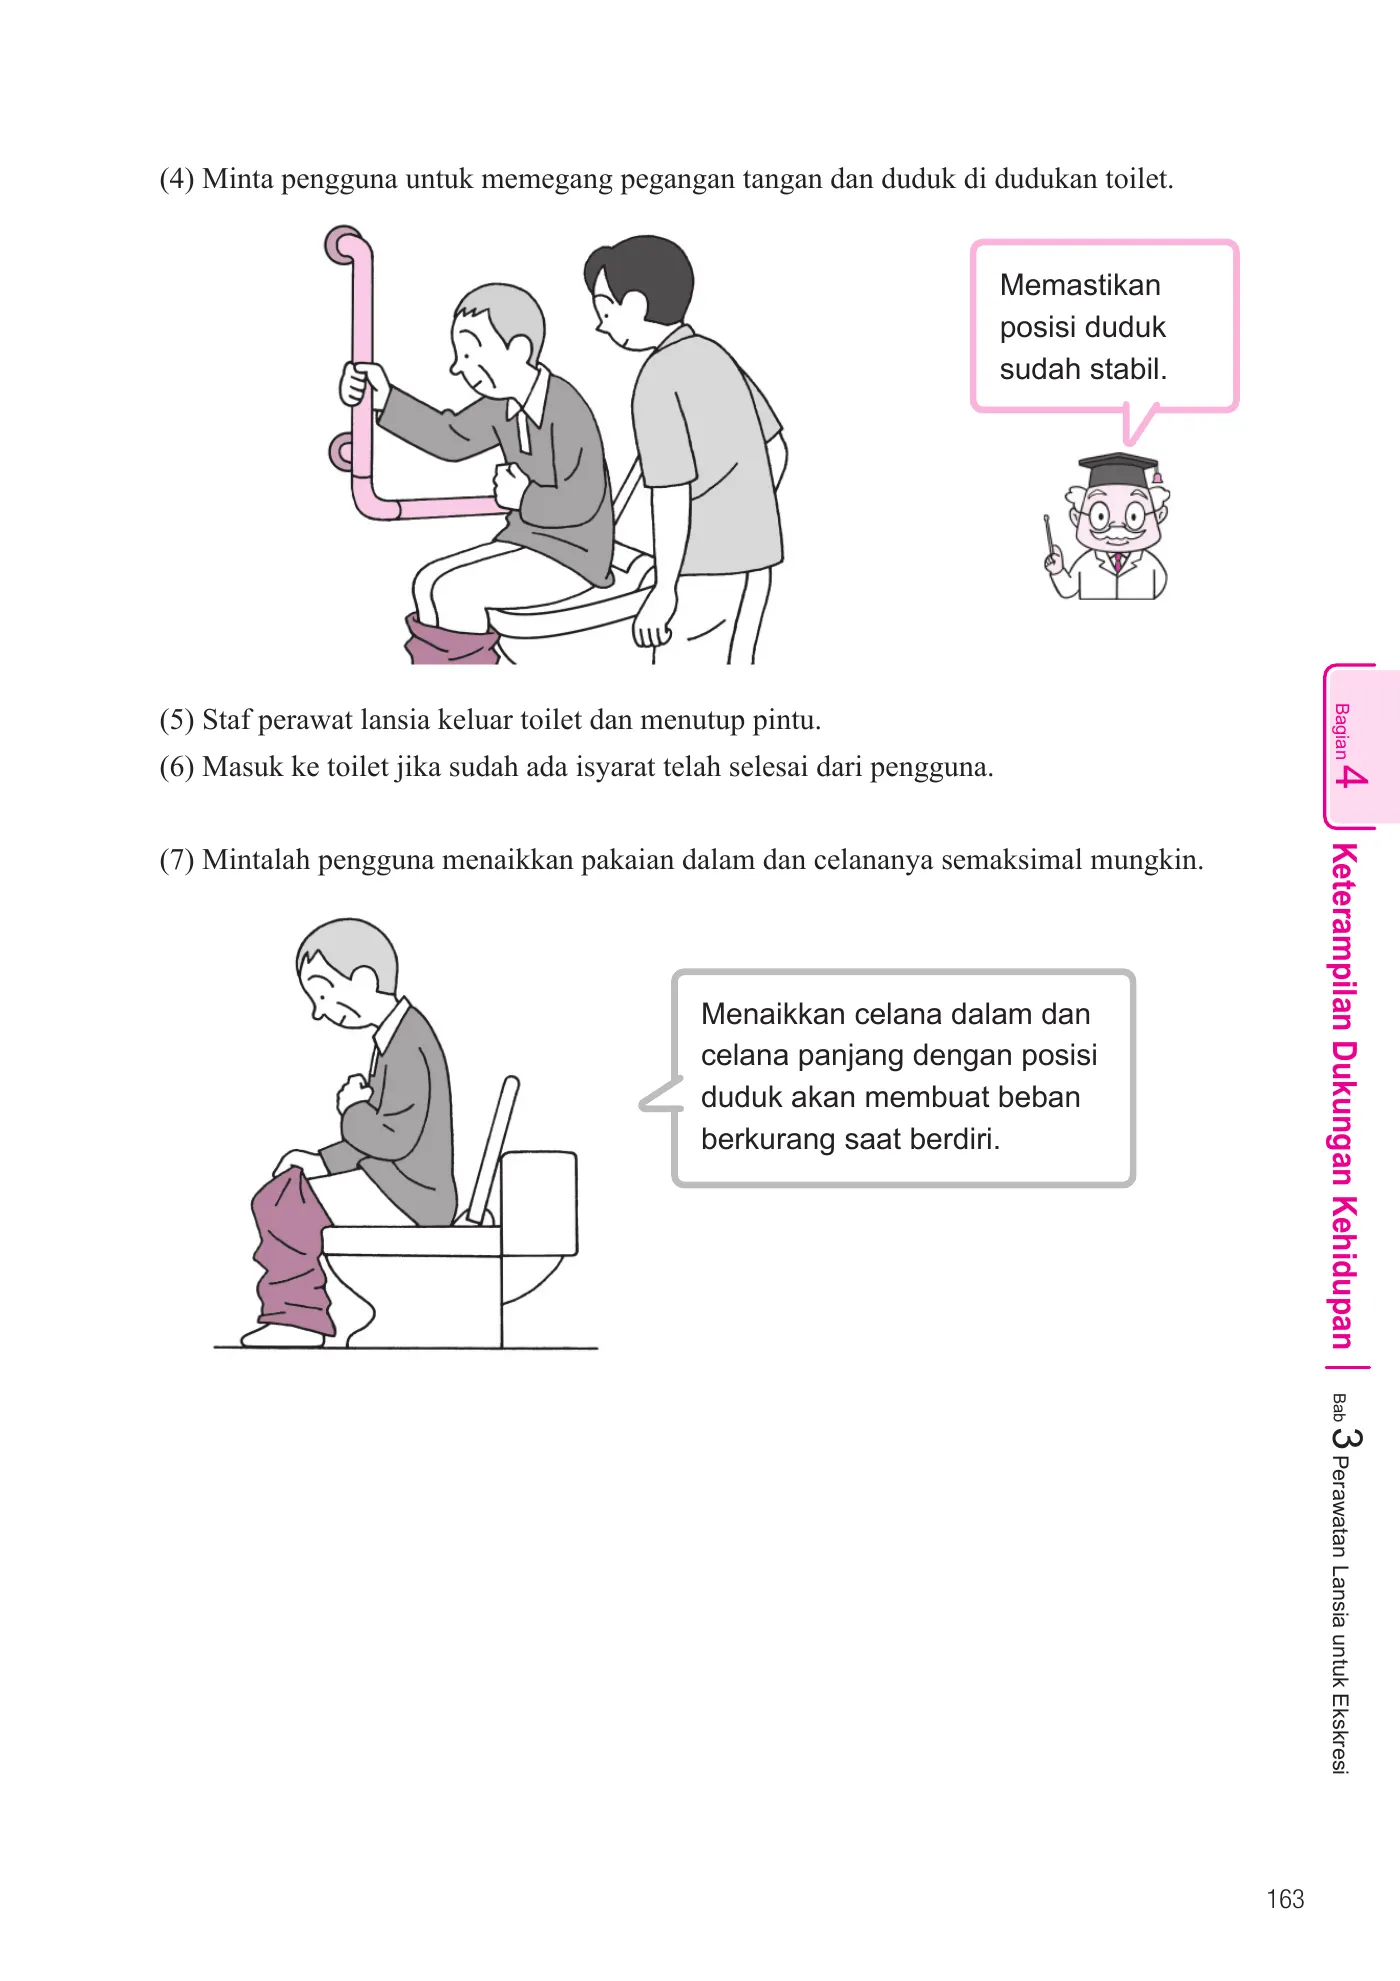 (4) Minta pengguna untuk memegang pegangan tangan dan duduk di dudukan toilet.
Memastikan
posisi duduk
sudah stabil.
(5) Staf perawat lansia keluar toilet dan menutup pintu.
(6) Masuk ke toilet jika sudah ada isyarat telah selesai dari pengguna.
(7) Mintalah pengguna menaikkan pakaian dalam dan celananya semaksimal mungkin.
Menaikkan celana dalam dan
celana panjang dengan posisi
duduk akan membuat beban
berkurang saat berdiri.
Bagian 4 Keterampilan Dukungan Kehidupan
Bab 3 Perawatan Lansia untuk Ekskresi
163